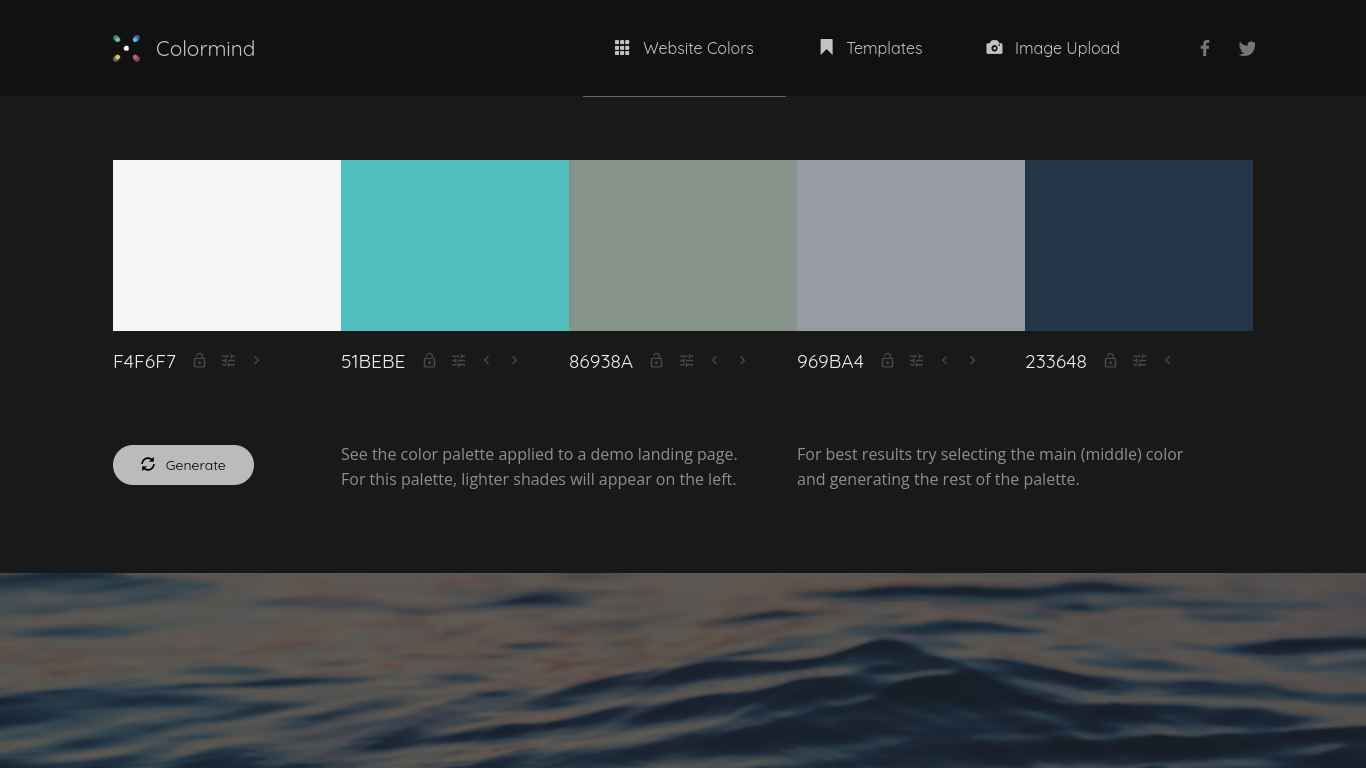 Colormind
Website Colors
Templates
Image Upload
F4F6F7
51BEBE
86938A
969BA4
233648
Generate
See the color palette applied to a demo landing page.
For this palette, lighter shades will appear on the left.
For best results try selecting the main (middle) color
and generating the rest of the palette.